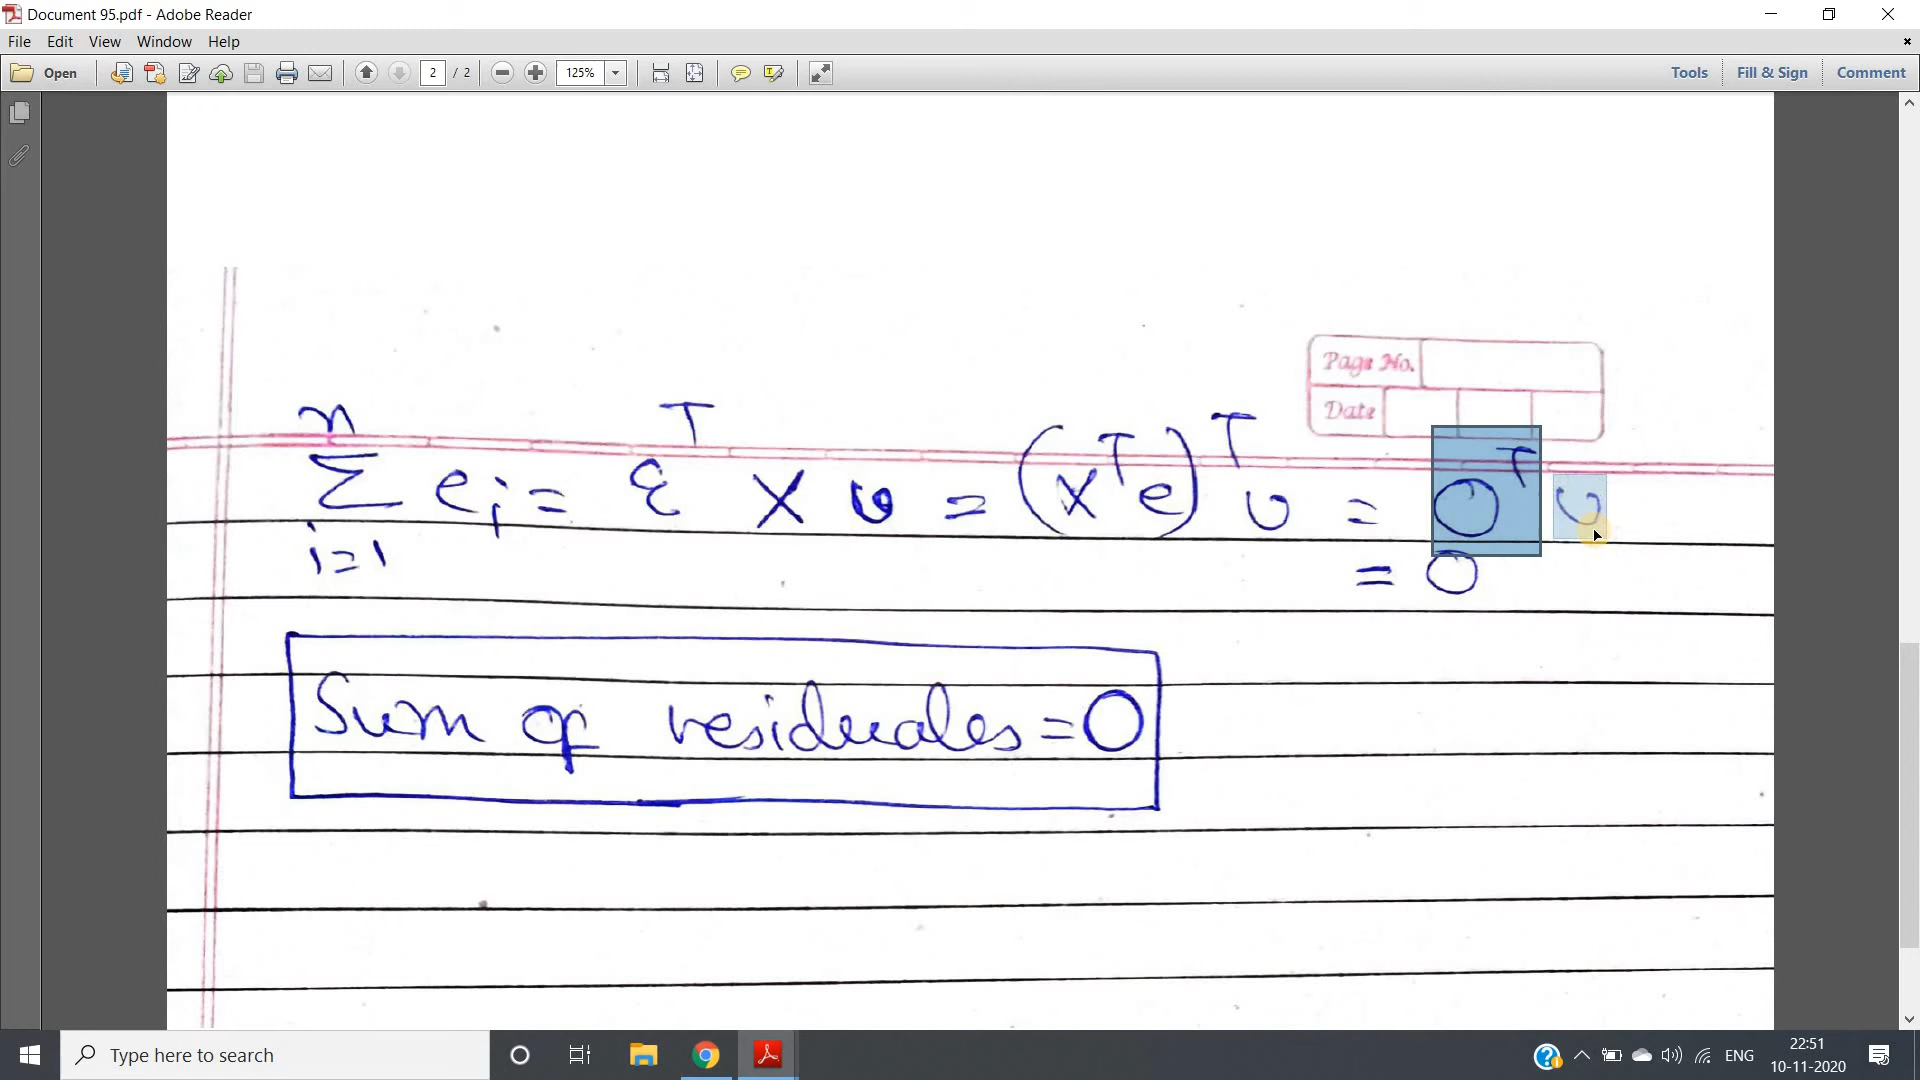 Document 95.pdf - Adobe Reader
File Edit View Window Help
Open 2 / 2 125% Tools Fill & Sign Comment
Page No.
Date
n
∑ eᵢ = εᵀ X υ = (Xᵀe)ᵀ υ = 0ᵀ υ
i=1
= 0
Sum of residuales = 0
Type here to search
ENG
22:51
10-11-2020